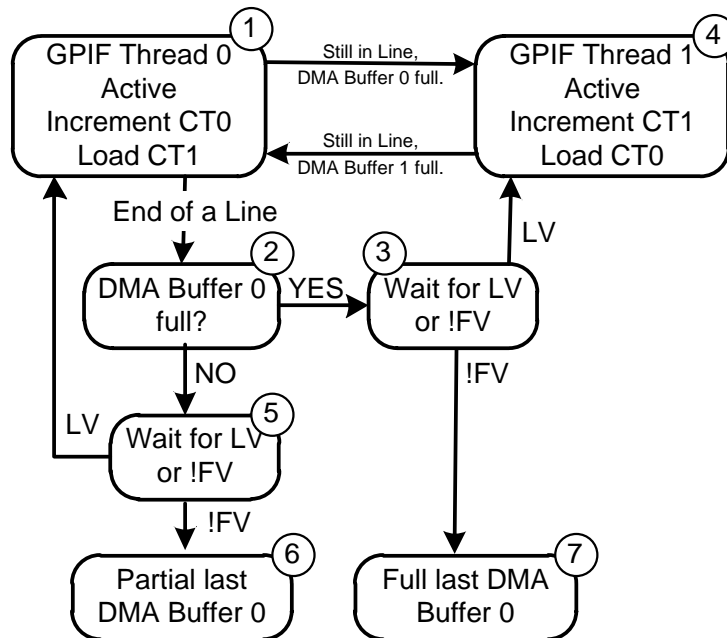 1
GPIF Thread 0
Active
Increment CT0
Load CT1
Still in Line,
DMA Buffer 0 full.
Still in Line,
DMA Buffer 1 full.
4
GPIF Thread 1
Active
Increment CT1
Load CT0
End of a Line
LV
2
DMA Buffer 0
full?
YES
3
Wait for LV
or !FV
NO
!FV
LV
5
Wait for LV
or !FV
!FV
6
Partial last
DMA Buffer 0
7
Full last DMA
Buffer 0